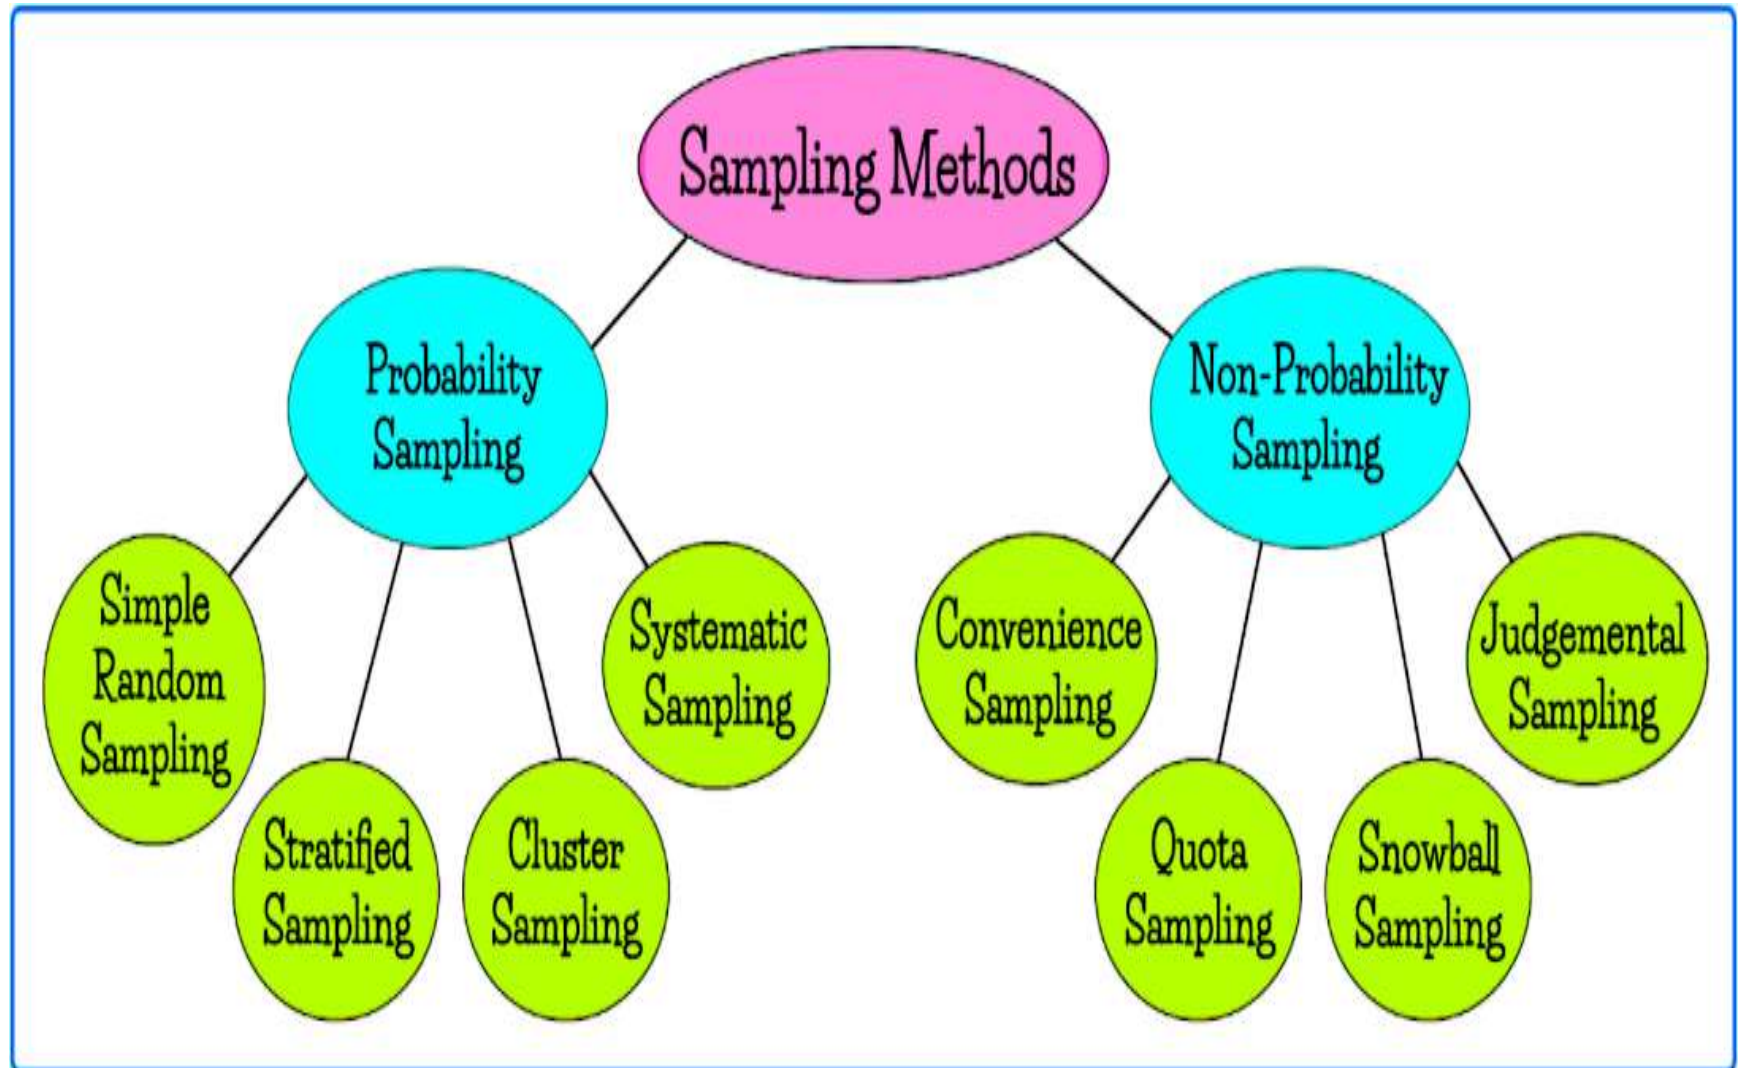 Sampling Methods
Probability
Sampling
Non-Probability
Sampling
Simple
Random
Sampling
Stratified
Sampling
Cluster
Sampling
Systematic
Sampling
Convenience
Sampling
Quota
Sampling
Snowball
Sampling
Judgemental
Sampling